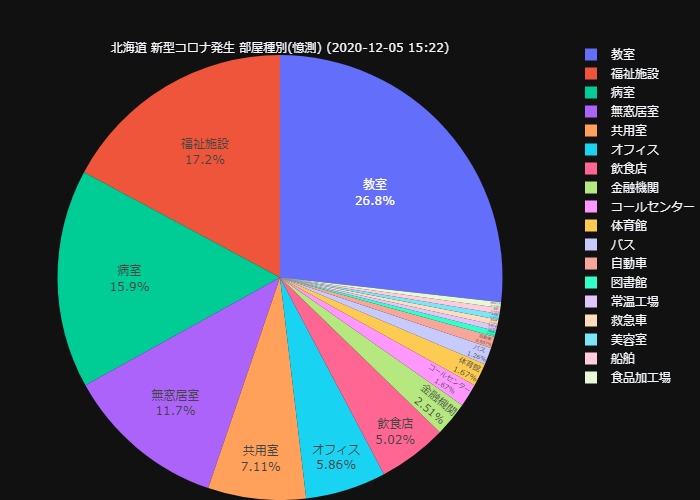 北海道 新型コロナ発生 部屋種別(憶測) (2020-12-05 15:22)
教室
26.8%
福祉施設
17.2%
病室
15.9%
無窓居室
11.7%
共用室
7.11%
オフィス
5.86%
飲食店
5.02%
金融機関
2.51%
コールセンター
1.67%
体育館
1.67%
バス
1.26%
教室
福祉施設
病室
無窓居室
共用室
オフィス
飲食店
金融機関
コールセンター
体育館
バス
自動車
図書館
常温工場
救急車
美容室
船舶
食品加工場